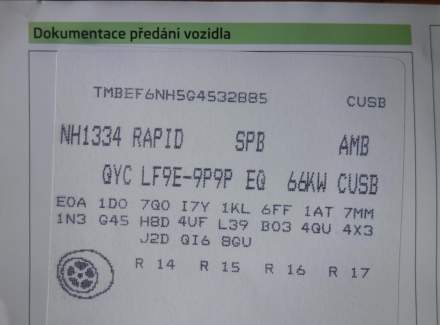 Dokumentace předání vozidla
TMBEF6NH5G4532885 CUSB
NH1334 RAPID SPB AMB
QYC LF9E-9P9P EQ 66KW CUSB
E0A 1D0 7Q0 I7Y 1KL 6FF 1AT 7MM
1N3 G45 H8D 4UF L39 B03 4QU 4X3
J2D QI6 8GU
R 14 R 15 R 16 R 17